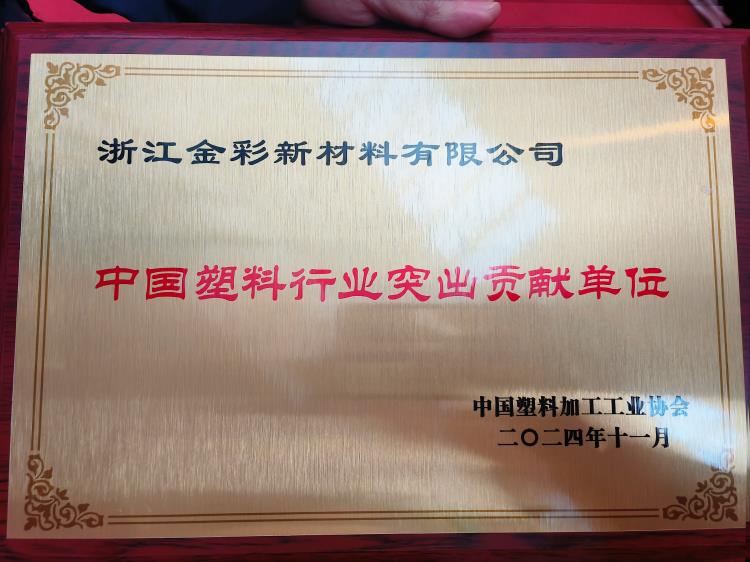 浙江金彩新材料有限公司
中国塑料行业突出贡献单位
中国塑料加工工业协会
二〇二四年十一月